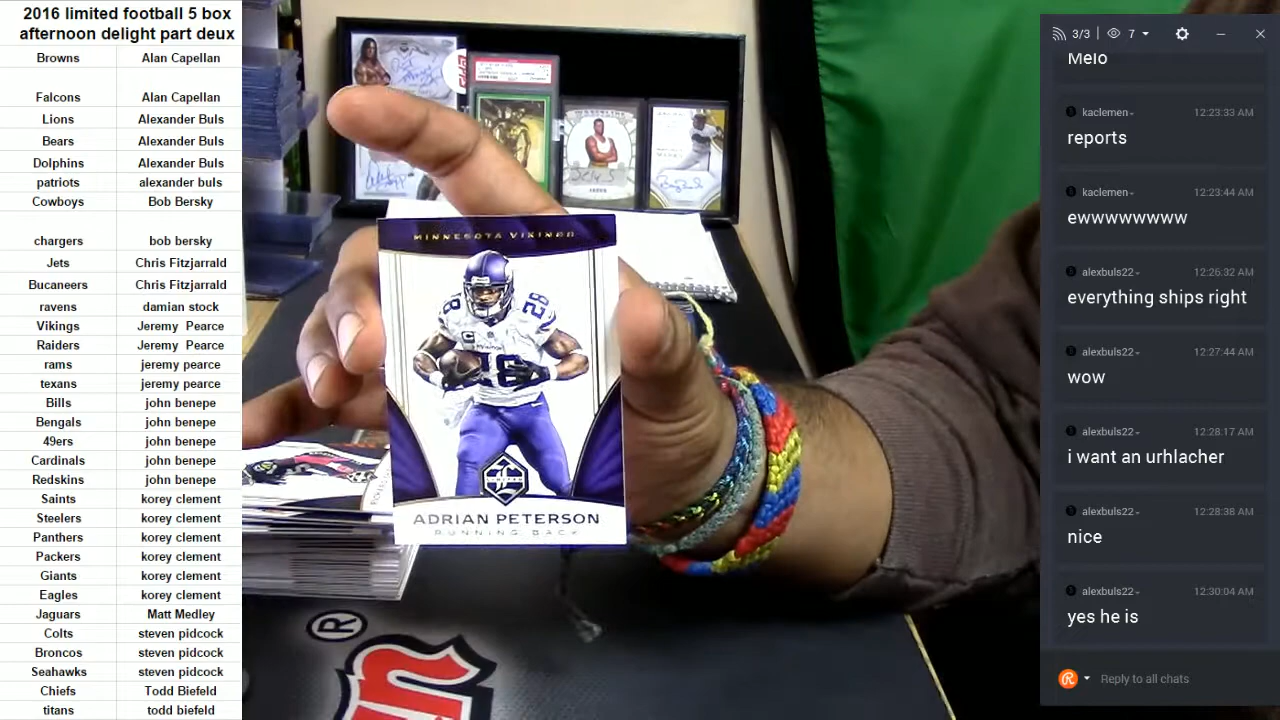 2016 limited football 5 box
afternoon delight part deux
Browns Alan Capellan
Falcons Alan Capellan
Lions Alexander Buls
Bears Alexander Buls
Dolphins Alexander Buls
patriots alexander buls
Cowboys Bob Bersky
chargers bob bersky
Jets Chris Fitzjarrald
Bucaneers Chris Fitzjarrald
ravens damian stock
Vikings Jeremy Pearce
Raiders Jeremy Pearce
rams jeremy pearce
texans jeremy pearce
Bills john benepe
Bengals john benepe
49ers john benepe
Cardinals john benepe
Redskins john benepe
Saints korey clement
Steelers korey clement
Panthers korey clement
Packers korey clement
Giants korey clement
Eagles korey clement
Jaguars Matt Medley
Colts steven pidcock
Broncos steven pidcock
Seahawks steven pidcock
Chiefs Todd Biefeld
titans todd biefeld
MINNESOTA VIKINGS
28
28
LIMITED
ADRIAN PETERSON
RUNNING BACK
®
3/3 7
Melo
kaclemen 12:23:33 AM
reports
kaclemen 12:23:44 AM
ewwwwwwww
alexbuls22 12:26:32 AM
everything ships right
alexbuls22 12:27:44 AM
wow
alexbuls22 12:28:17 AM
i want an urhlacher
alexbuls22 12:28:38 AM
nice
alexbuls22 12:30:04 AM
yes he is
Reply to all chats